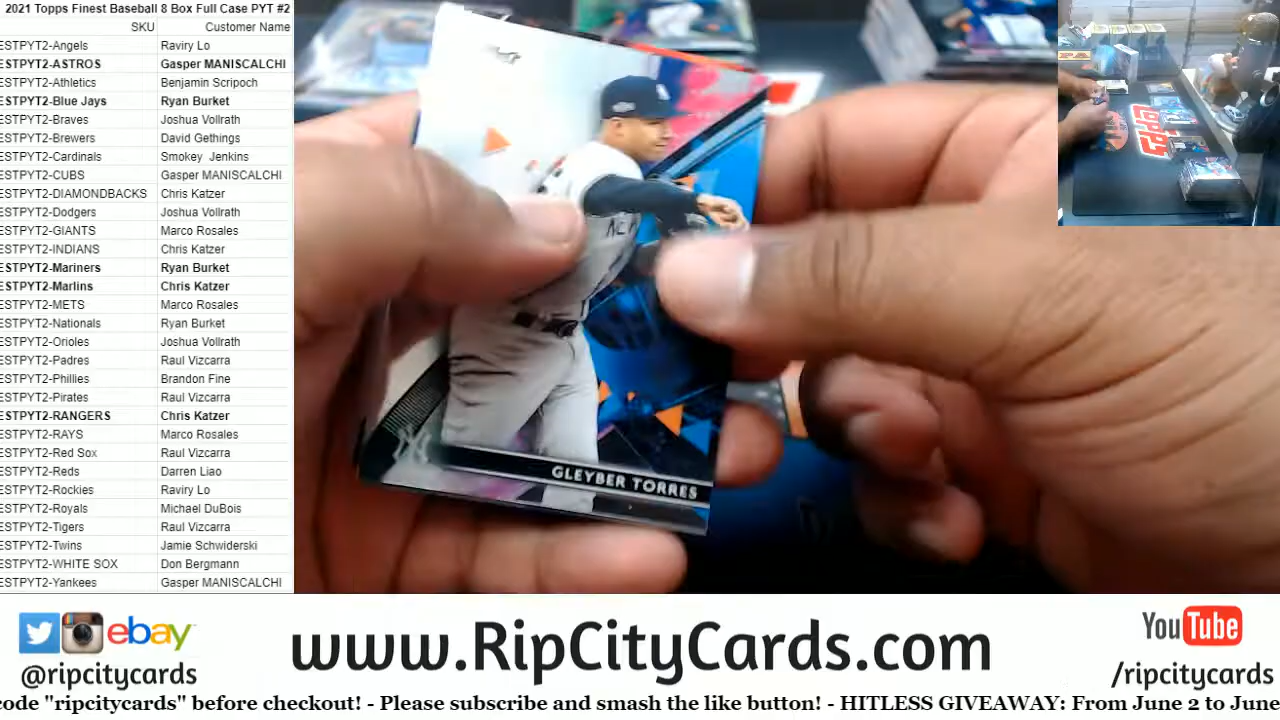 2021 Topps Finest Baseball 8 Box Full Case PYT #2
SKU Customer Name
ESTPYT2-Angels Raviry Lo
ESTPYT2-ASTROS Gasper MANISCALCHI
ESTPYT2-Athletics Benjamin Scripoch
ESTPYT2-Blue Jays Ryan Burket
ESTPYT2-Braves Joshua Vollrath
ESTPYT2-Brewers David Gethings
ESTPYT2-Cardinals Smokey Jenkins
ESTPYT2-CUBS Gasper MANISCALCHI
ESTPYT2-DIAMONDBACKS Chris Katzer
ESTPYT2-Dodgers Joshua Vollrath
ESTPYT2-GIANTS Marco Rosales
ESTPYT2-INDIANS Chris Katzer
ESTPYT2-Mariners Ryan Burket
ESTPYT2-Marlins Chris Katzer
ESTPYT2-METS Marco Rosales
ESTPYT2-Nationals Ryan Burket
ESTPYT2-Orioles Joshua Vollrath
ESTPYT2-Padres Raul Vizcarra
ESTPYT2-Phillies Brandon Fine
ESTPYT2-Pirates Raul Vizcarra
ESTPYT2-RANGERS Chris Katzer
ESTPYT2-RAYS Marco Rosales
ESTPYT2-Red Sox Raul Vizcarra
ESTPYT2-Reds Darren Liao
ESTPYT2-Rockies Raviry Lo
ESTPYT2-Royals Michael DuBois
ESTPYT2-Tigers Raul Vizcarra
ESTPYT2-Twins Jamie Schwiderski
ESTPYT2-WHITE SOX Don Bergmann
ESTPYT2-Yankees Gasper MANISCALCHI
NEW
GLEYBER TORRES
Topps
ebay
@ripcitycards
www.RipCityCards.com
YouTube
/ripcitycards
code "ripcitycards" before checkout! - Please subscribe and smash the like button! - HITLESS GIVEAWAY: From June 2 to June